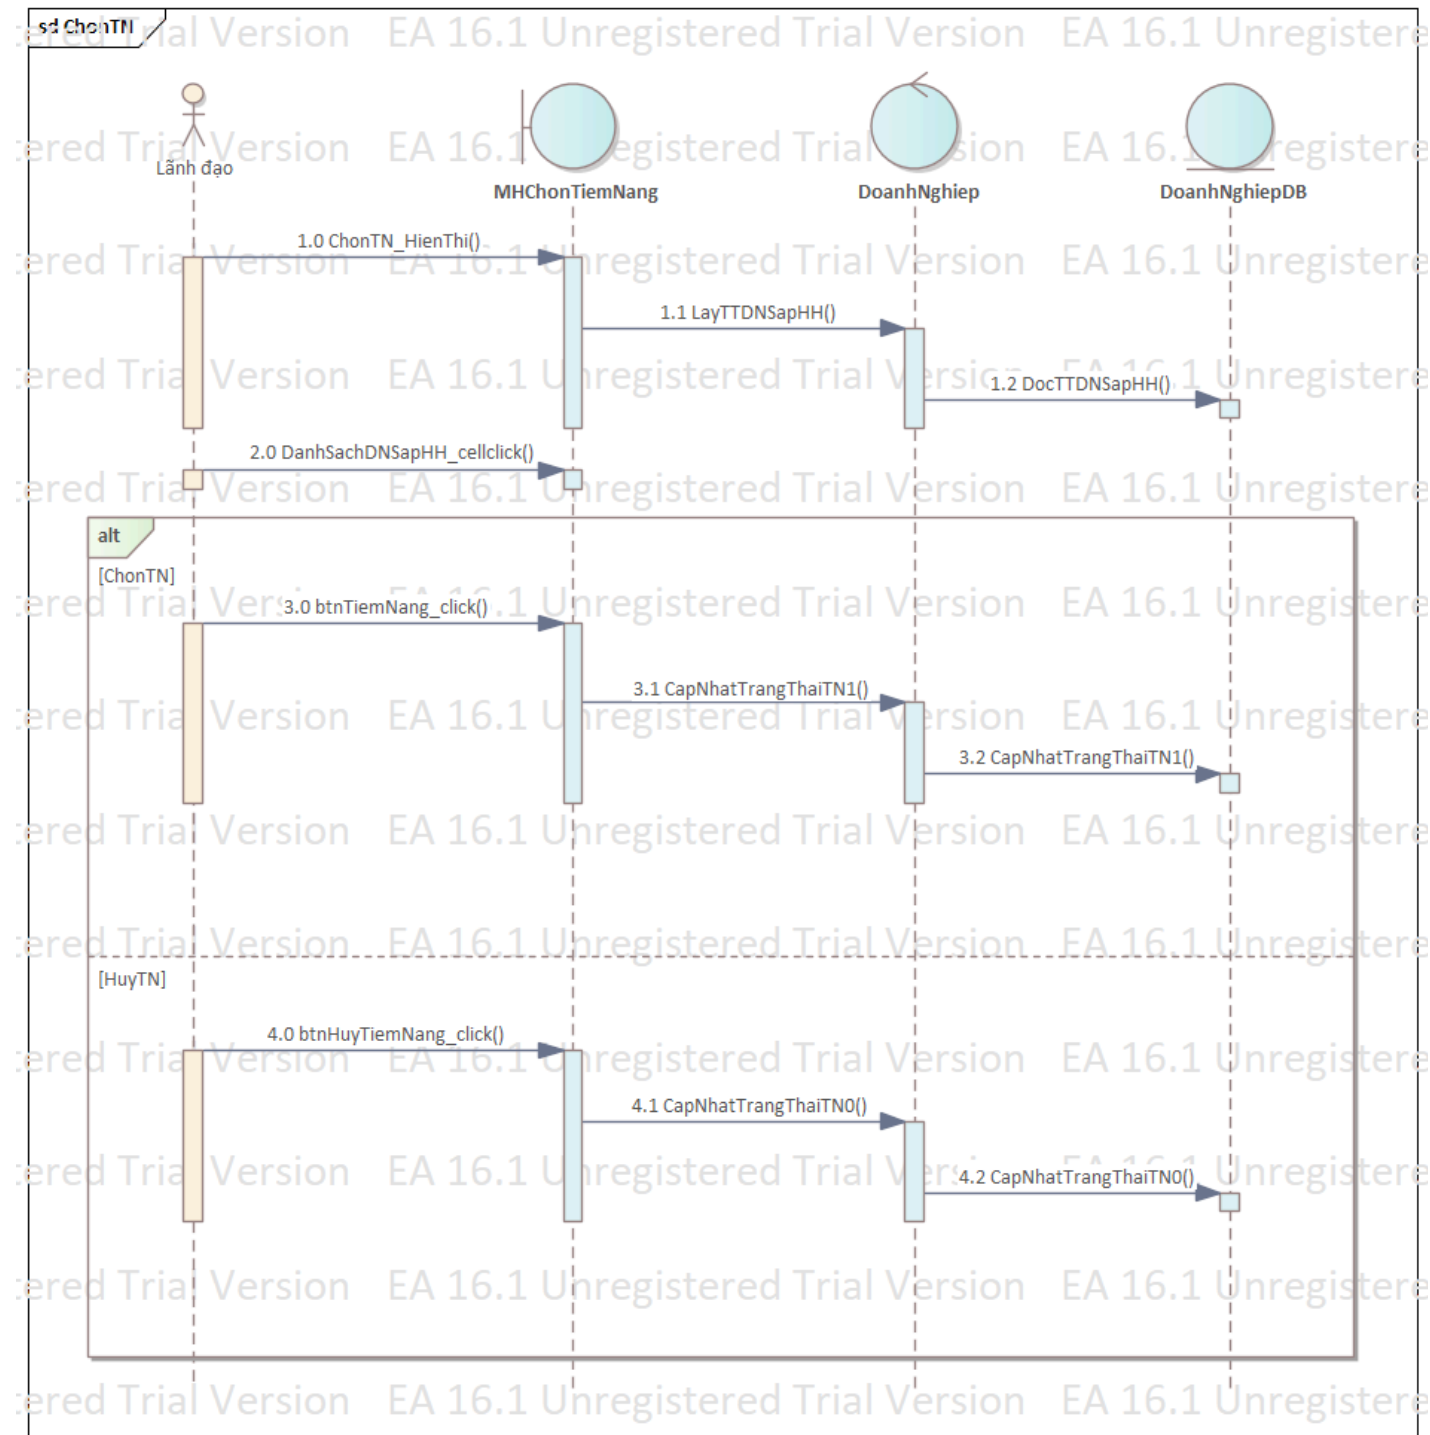 sd ChonTN
Lãnh đạo
MHChonTiemNang
DoanhNghiep
DoanhNghiepDB
1.0 ChonTN_HienThi()
1.1 LayTTDNSapHH()
1.2 DocTTDNSapHH()
2.0 DanhSachDNSapHH_cellclick()
alt
[ChonTN]
3.0 btnTiemNang_click()
3.1 CapNhatTrangThaiTN1()
3.2 CapNhatTrangThaiTN1()
[HuyTN]
4.0 btnHuyTiemNang_click()
4.1 CapNhatTrangThaiTN0()
4.2 CapNhatTrangThaiTN0()
EA 16.1 Unregistered Trial Version